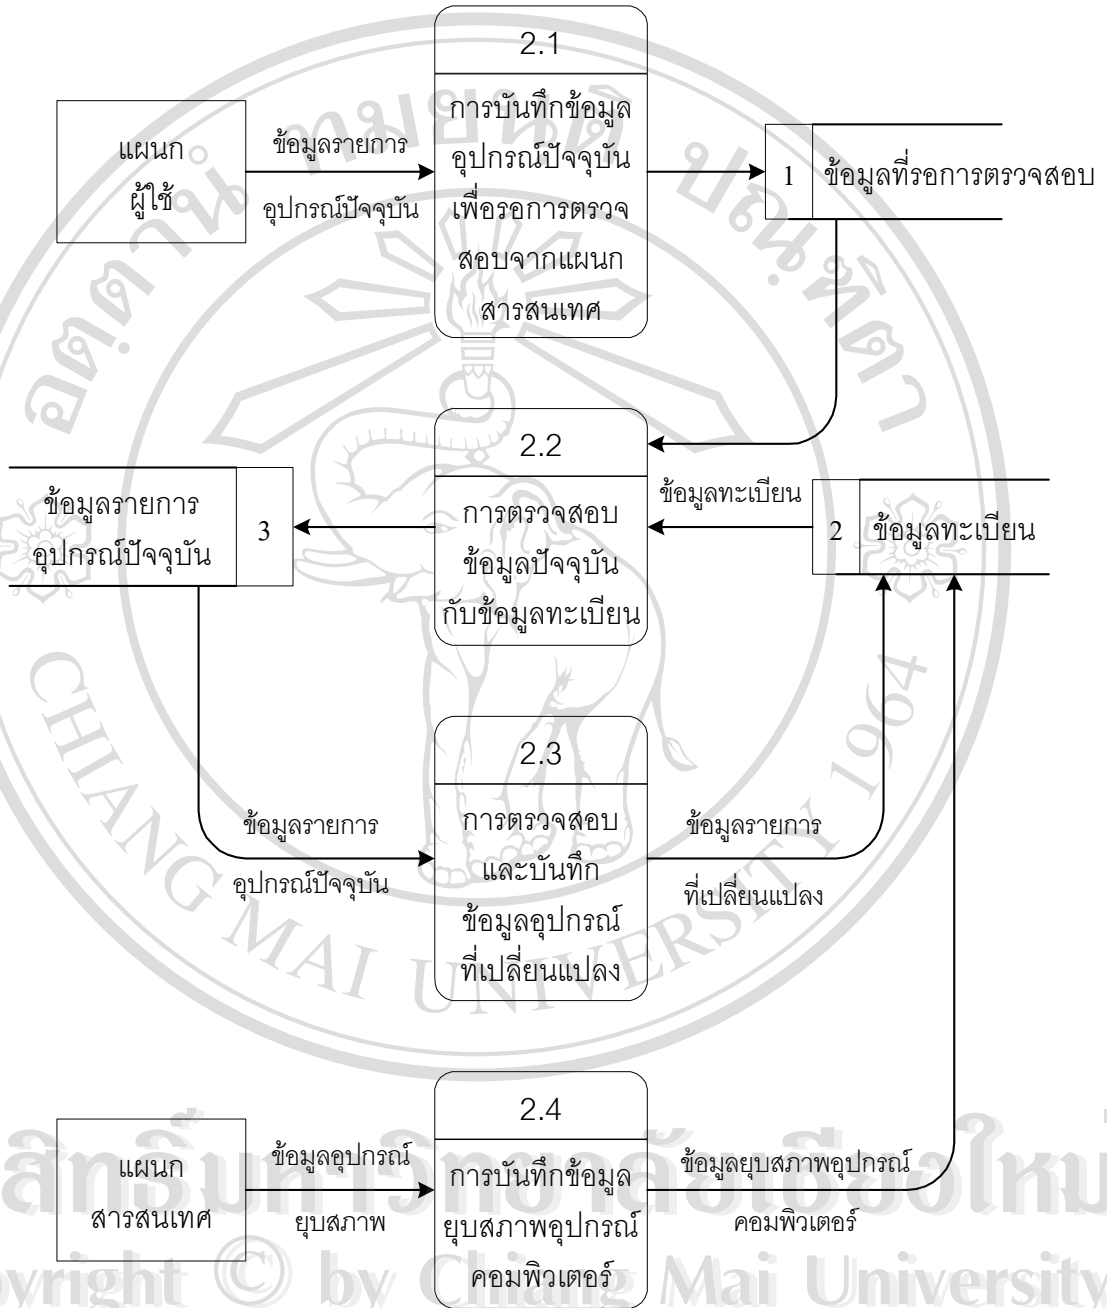 2.1
การบันทึกข้อมูล
อุปกรณ์ปัจจุบัน
เพื่อรอการตรวจ
สอบจากแผนก
สารสนเทศ
แผนก
ผู้ใช้
ข้อมูลรายการ
อุปกรณ์ปัจจุบัน
1 ข้อมูลที่รอการตรวจสอบ
2.2
การตรวจสอบ
ข้อมูลปัจจุบัน
กับข้อมูลทะเบียน
ข้อมูลทะเบียน
2 ข้อมูลทะเบียน
ข้อมูลรายการ
อุปกรณ์ปัจจุบัน
3
2.3
การตรวจสอบ
และบันทึก
ข้อมูลอุปกรณ์
ที่เปลี่ยนแปลง
ข้อมูลรายการ
อุปกรณ์ปัจจุบัน
ข้อมูลรายการ
ที่เปลี่ยนแปลง
2.4
การบันทึกข้อมูล
ยุบสภาพอุปกรณ์
คอมพิวเตอร์
แผนก
สารสนเทศ
ข้อมูลอุปกรณ์
ยุบสภาพ
ข้อมูลยุบสภาพอุปกรณ์
คอมพิวเตอร์
CHIANG MAI UNIVERSITY 1964
© by Chiang Mai University